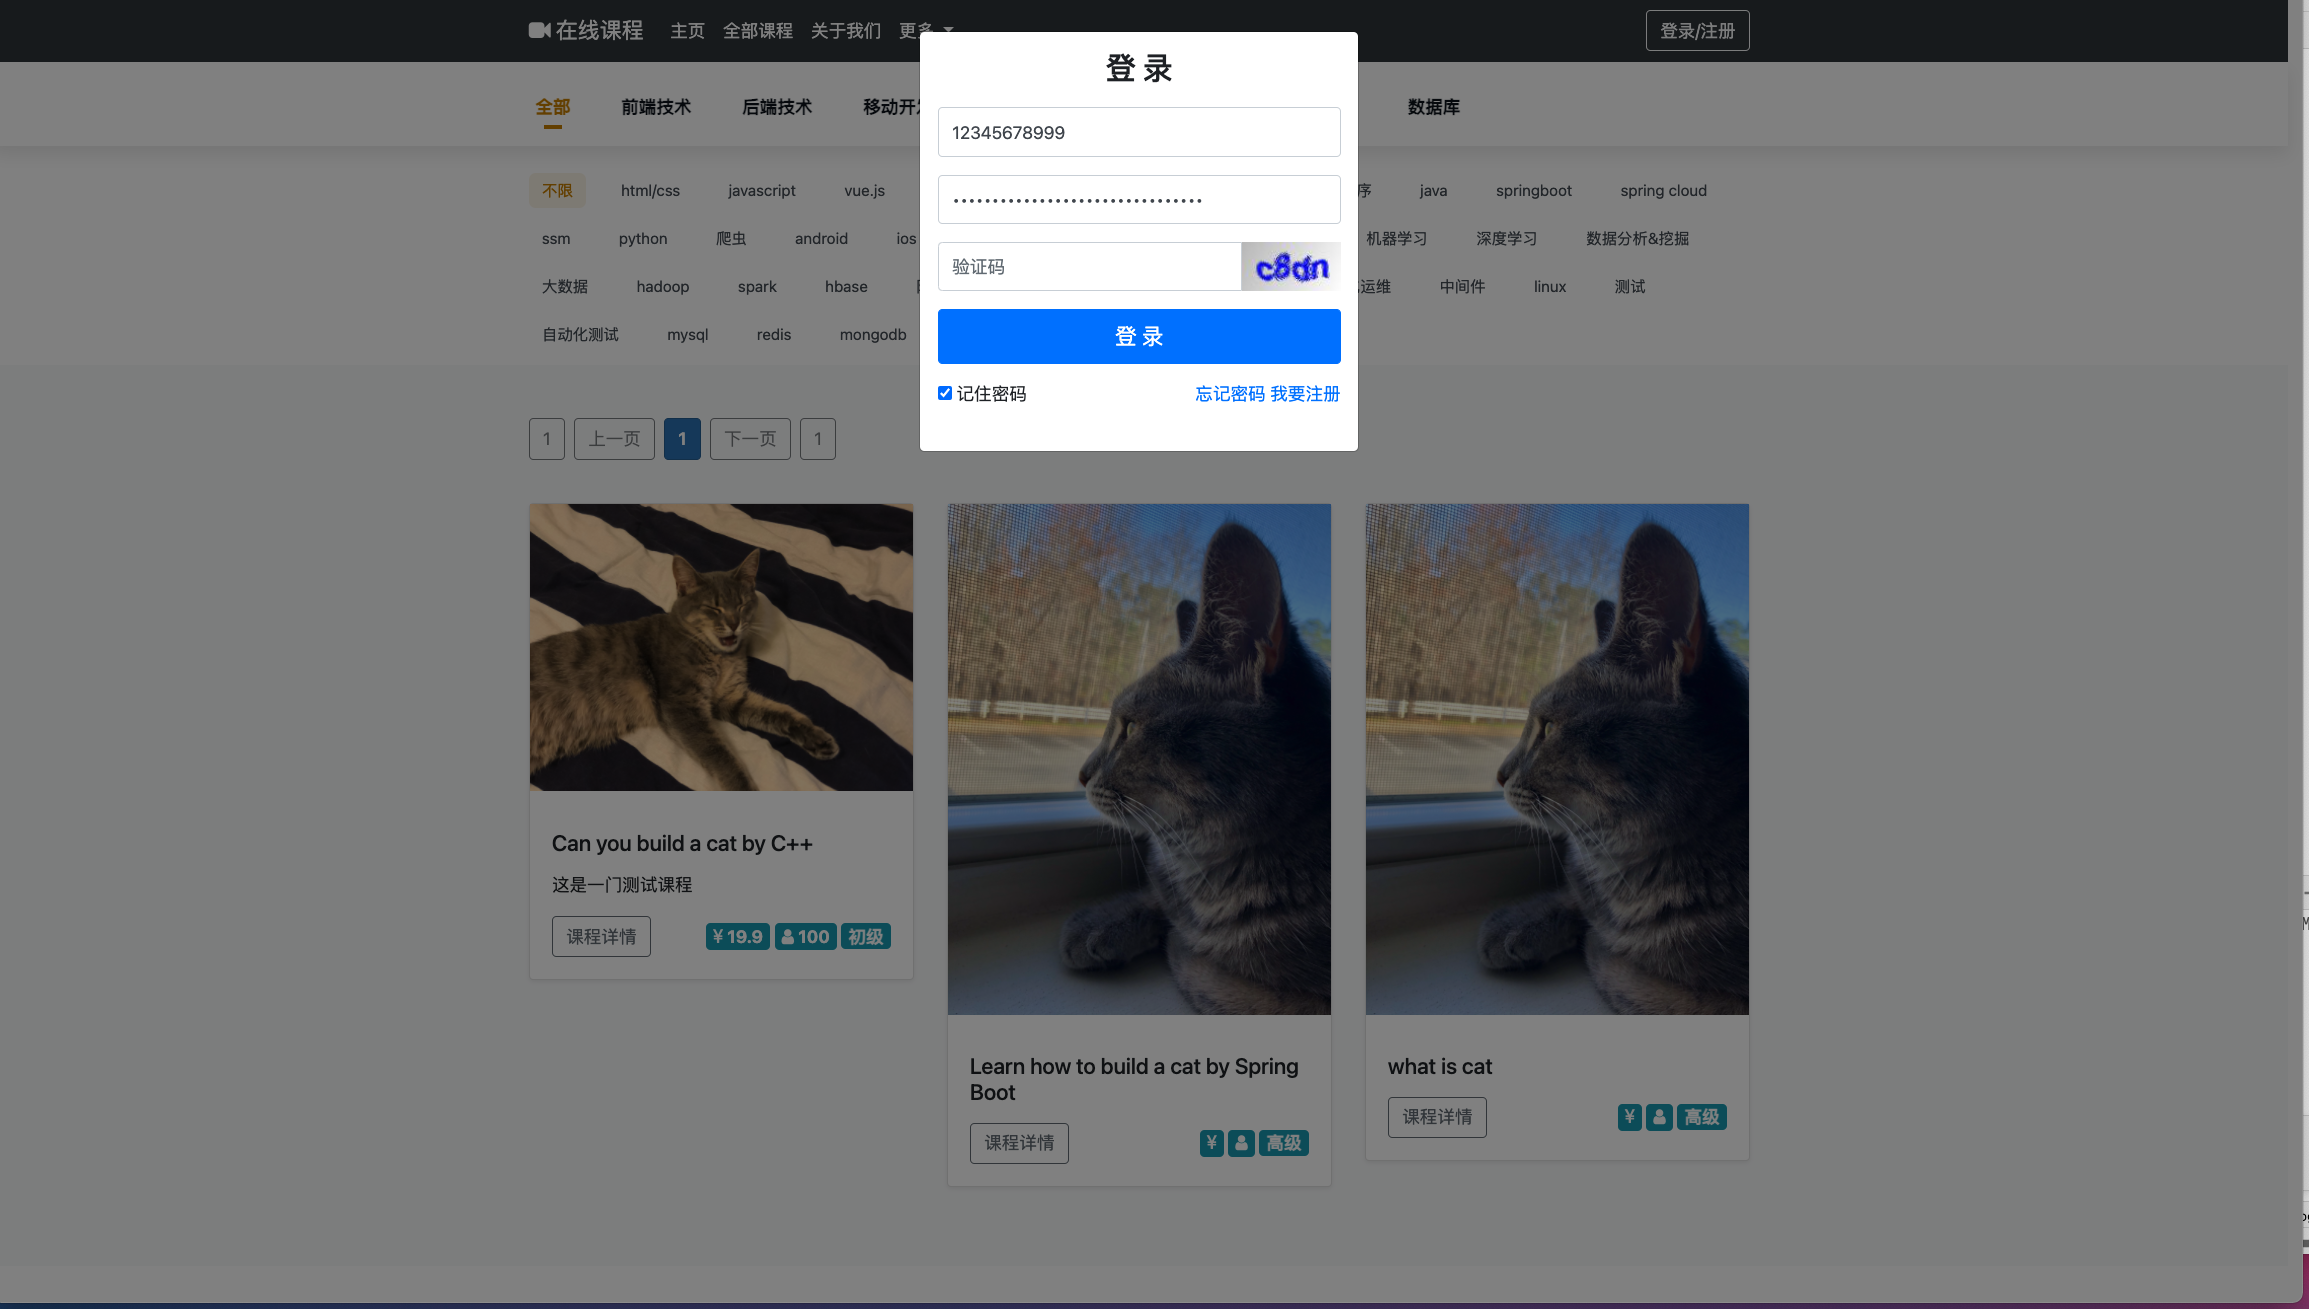 在线课程 主页 全部课程 关于我们 更多 登录/注册
登 录
全部 前端技术 后端技术 数据库
12345678999
不限 html/css javascript vue.js java springboot spring cloud
ssm python 爬虫 android ios 机器学习 深度学习 数据分析&挖掘
验证码 c8dn
大数据 hadoop spark hbase 运维 中间件 linux 测试
自动化测试 mysql redis mongodb
登 录
记住密码 忘记密码 我要注册
1 上一页 1 下一页 1
Can you build a cat by C++
这是一门测试课程
课程详情 ¥ 19.9 100 初级
Learn how to build a cat by Spring
Boot
课程详情 ¥ 高级
what is cat
课程详情 ¥ 高级